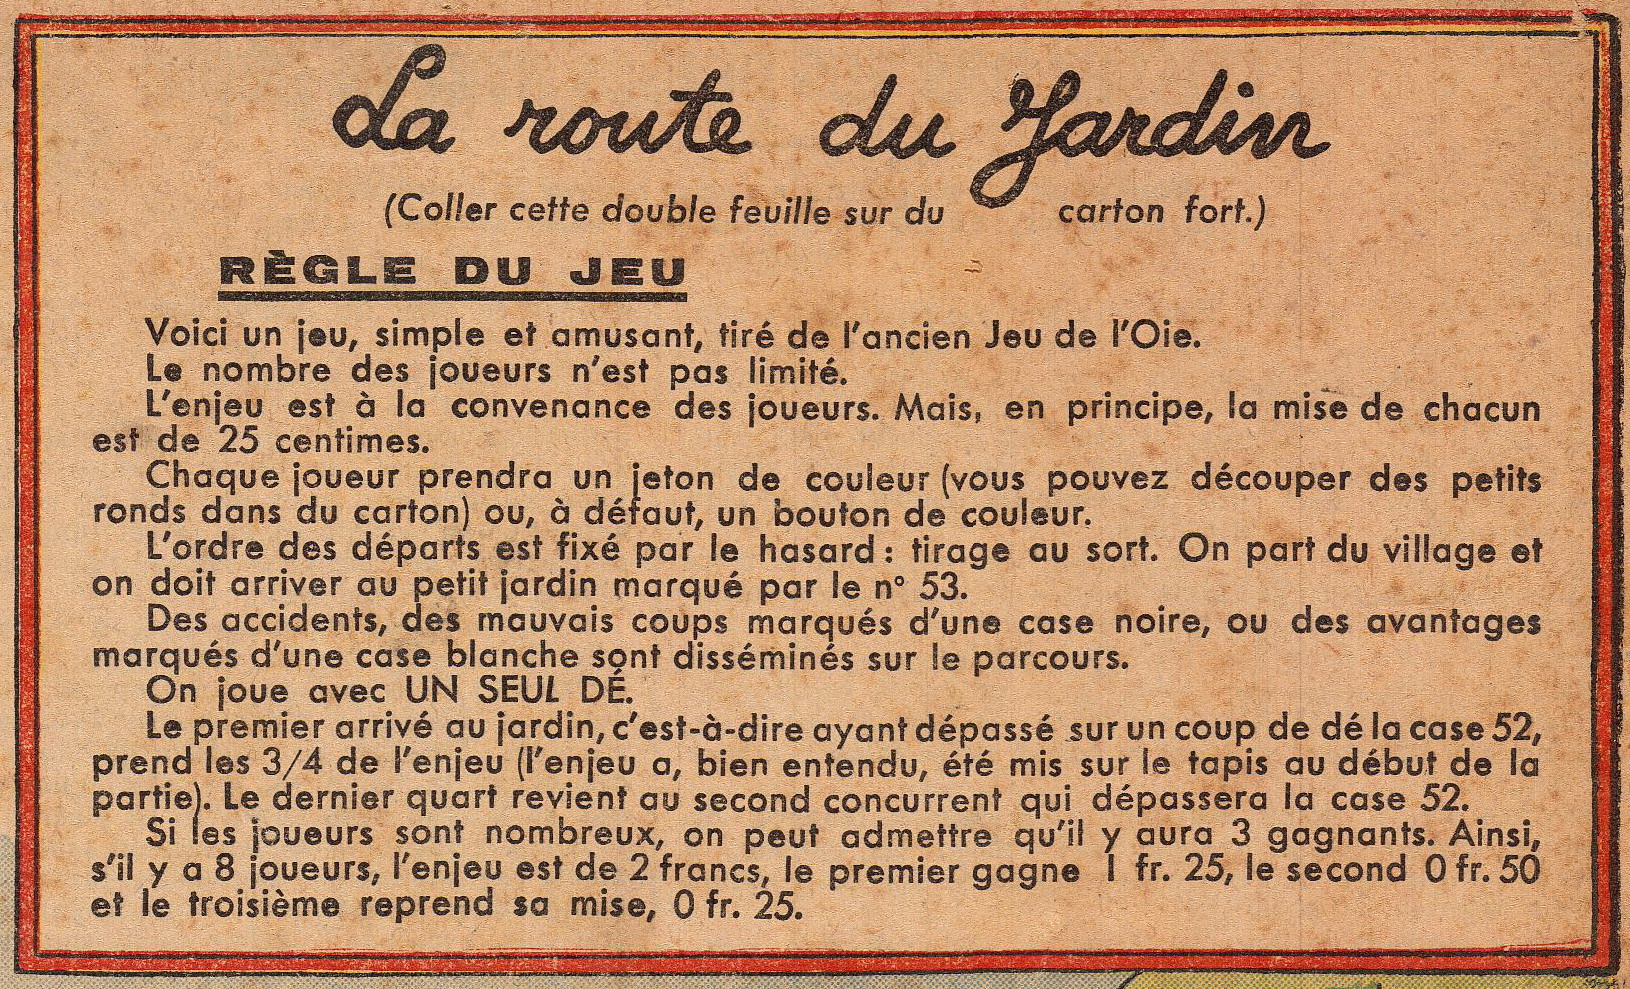 La route du Jardin
(Coller cette double feuille sur du carton fort.)
RÈGLE DU JEU
Voici un jeu, simple et amusant, tiré de l'ancien Jeu de l'Oie.
Le nombre des joueurs n'est pas limité.
L'enjeu est à la convenance des joueurs. Mais, en principe, la mise de chacun
est de 25 centimes.
Chaque joueur prendra un jeton de couleur (vous pouvez découper des petits
ronds dans du carton) ou, à défaut, un bouton de couleur.
L'ordre des départs est fixé par le hasard : tirage au sort. On part du village et
on doit arriver au petit jardin marqué par le n° 53.
Des accidents, des mauvais coups marqués d'une case noire, ou des avantages
marqués d'une case blanche sont disséminés sur le parcours.
On joue avec UN SEUL DÉ.
Le premier arrivé au jardin, c'est-à-dire ayant dépassé sur un coup de dé la case 52,
prend les 3/4 de l'enjeu (l'enjeu a, bien entendu, été mis sur le tapis au début de la
partie). Le dernier quart revient au second concurrent qui dépassera la case 52.
Si les joueurs sont nombreux, on peut admettre qu'il y aura 3 gagnants. Ainsi,
s'il y a 8 joueurs, l'enjeu est de 2 francs, le premier gagne 1 fr. 25, le second 0 fr. 50
et le troisième reprend sa mise, 0 fr. 25.